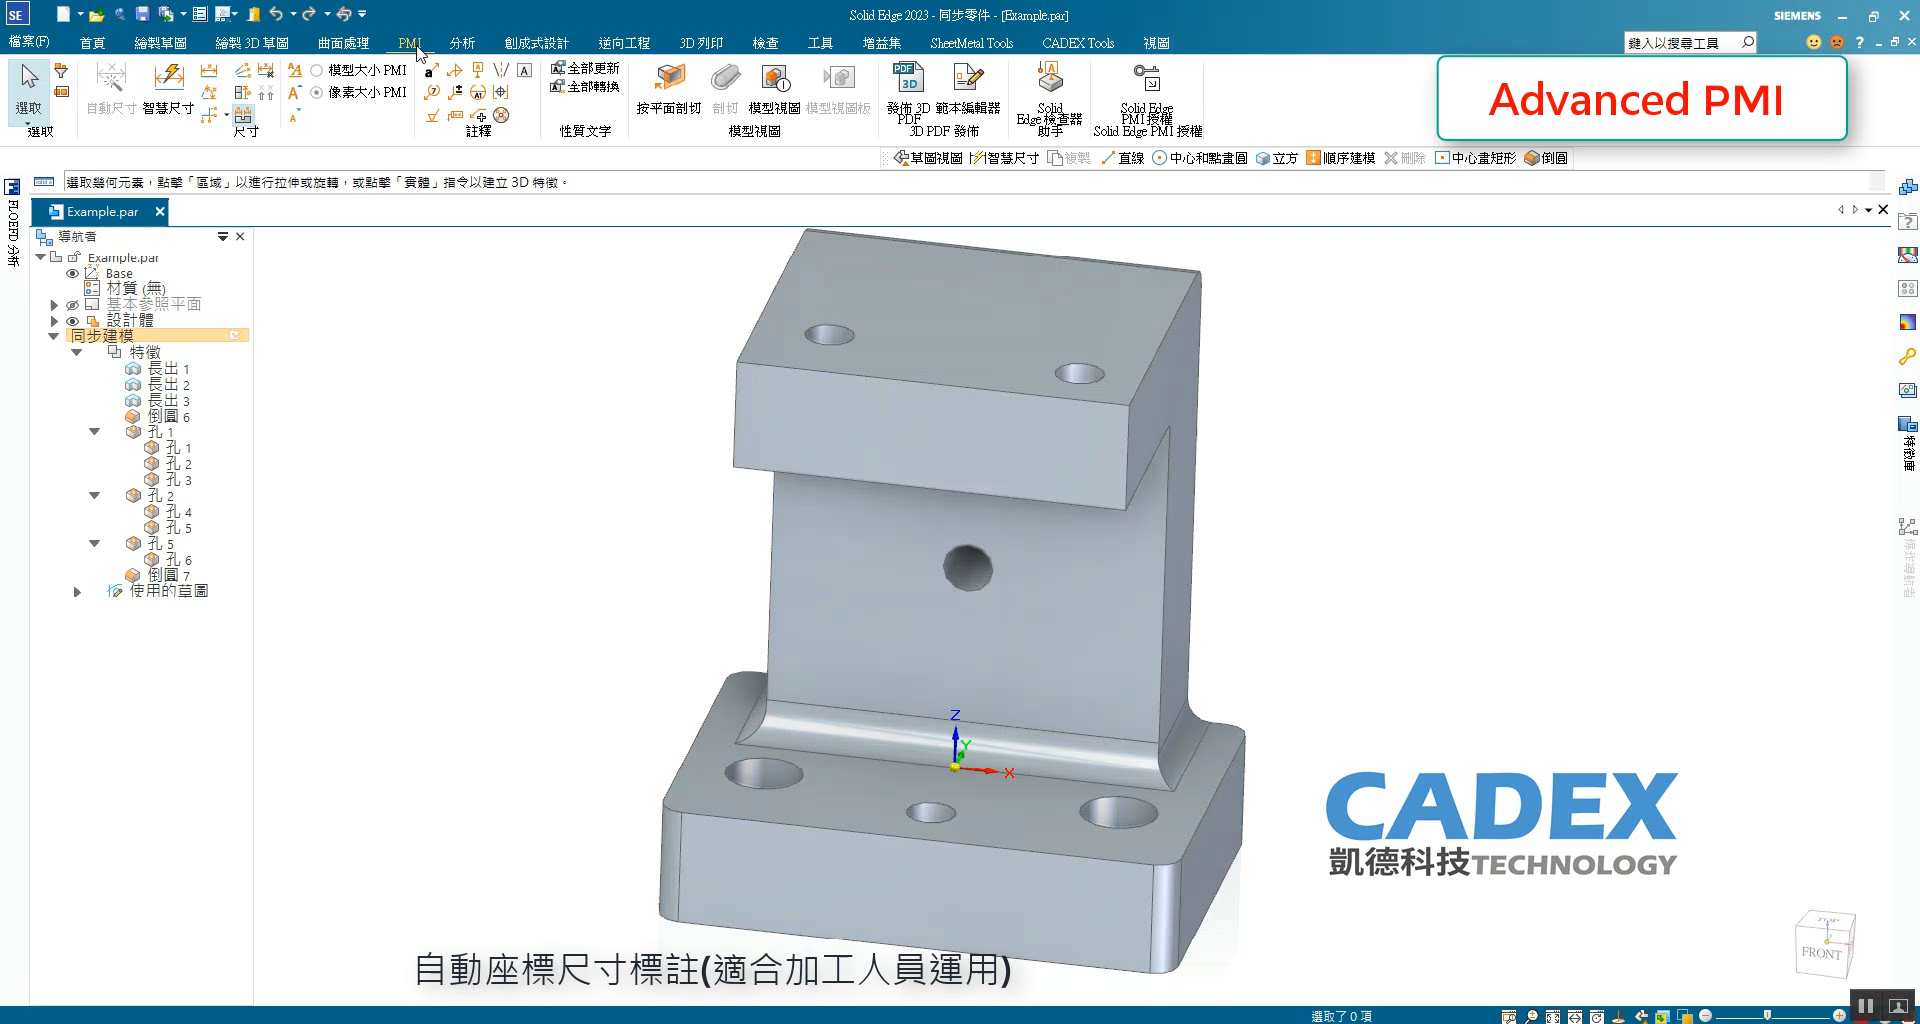 SE
Solid Edge 2023 - 同步零件 - [Example.par]
SIEMENS
檔案(F) 首頁 繪製草圖 繪製 3D 草圖 曲面處理 PMI 分析 創成式設計 逆向工程 3D 列印 檢查 工具 增益集 SheetMetal Tools CADEX Tools 視圖
鍵入以搜尋工具
選取
選取
自動尺寸 智慧尺寸
尺寸
模型大小 PMI
像素大小 PMI
註釋
全部更新
全部轉換
性質文字
按平面剖切 剖切 模型視圖 模型視圖板
模型視圖
發佈 3D PDF 範本編輯器
3D PDF 發佈
Solid Edge 檢查器
助手
Solid Edge PMI 授權
Solid Edge PMI 授權
Advanced PMI
草圖視圖 智慧尺寸 複製 直線 中心和點畫圓 立方 順序建模 刪除 中心畫矩形 倒圓
選取幾何元素，點擊「區域」以進行拉伸或旋轉，或點擊「實體」指令以建立 3D 特徵。
FLOEFD 分析
Example.par
導航者
Example.par
Base
材質 (無)
基本參照平面
設計體
同步建模
特徵
長出 1
長出 2
長出 3
倒圓 6
孔 1
孔 1
孔 2
孔 3
孔 2
孔 4
孔 5
孔 5
孔 6
倒圓 7
使用的草圖
特徵庫
Z
Y
X
CADEX
凱德科技TECHNOLOGY
TOP
FRONT
自動座標尺寸標註(適合加工人員運用)
選取了 0 項